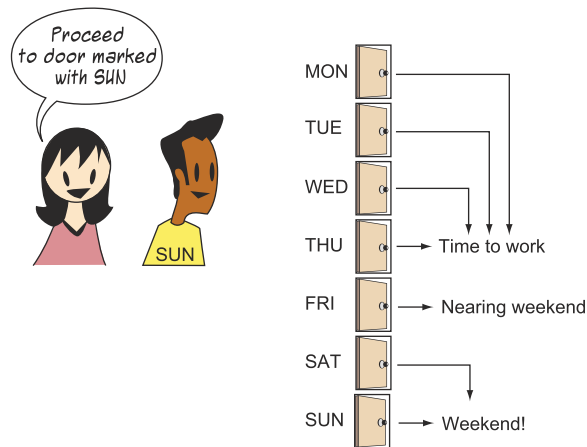 Proceed
to door marked
with SUN
SUN
MON
TUE
WED
THU
Time to work
FRI
Nearing weekend
SAT
SUN
Weekend!